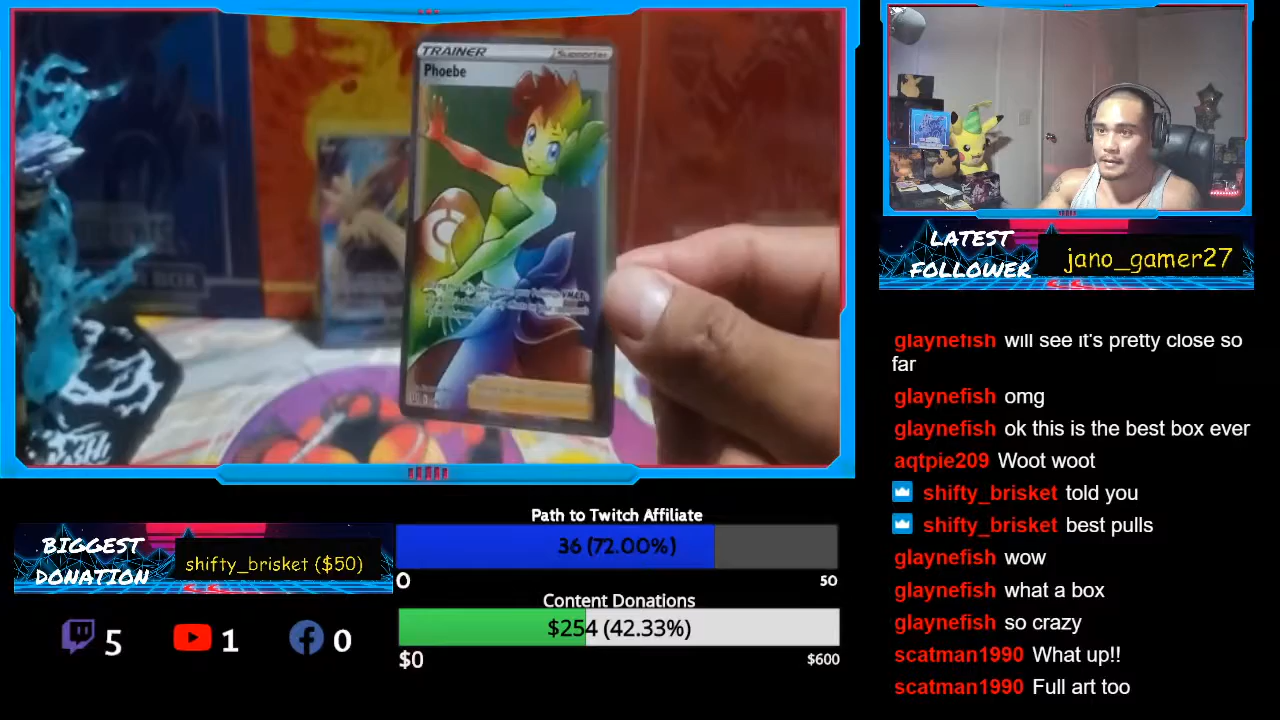 TRAINER
Supporter
Phoebe
LATEST
FOLLOWER
jano_gamer27
glaynefish will see it's pretty close so
far
glaynefish omg
glaynefish ok this is the best box ever
aqtpie209 Woot woot
shifty_brisket told you
shifty_brisket best pulls
glaynefish wow
glaynefish what a box
glaynefish so crazy
scatman1990 What up!!
scatman1990 Full art too
BIGGEST
DONATION
shifty_brisket ($50)
Path to Twitch Affiliate
36 (72.00%)
0
50
Content Donations
$254 (42.33%)
$0
$600
5
1
0